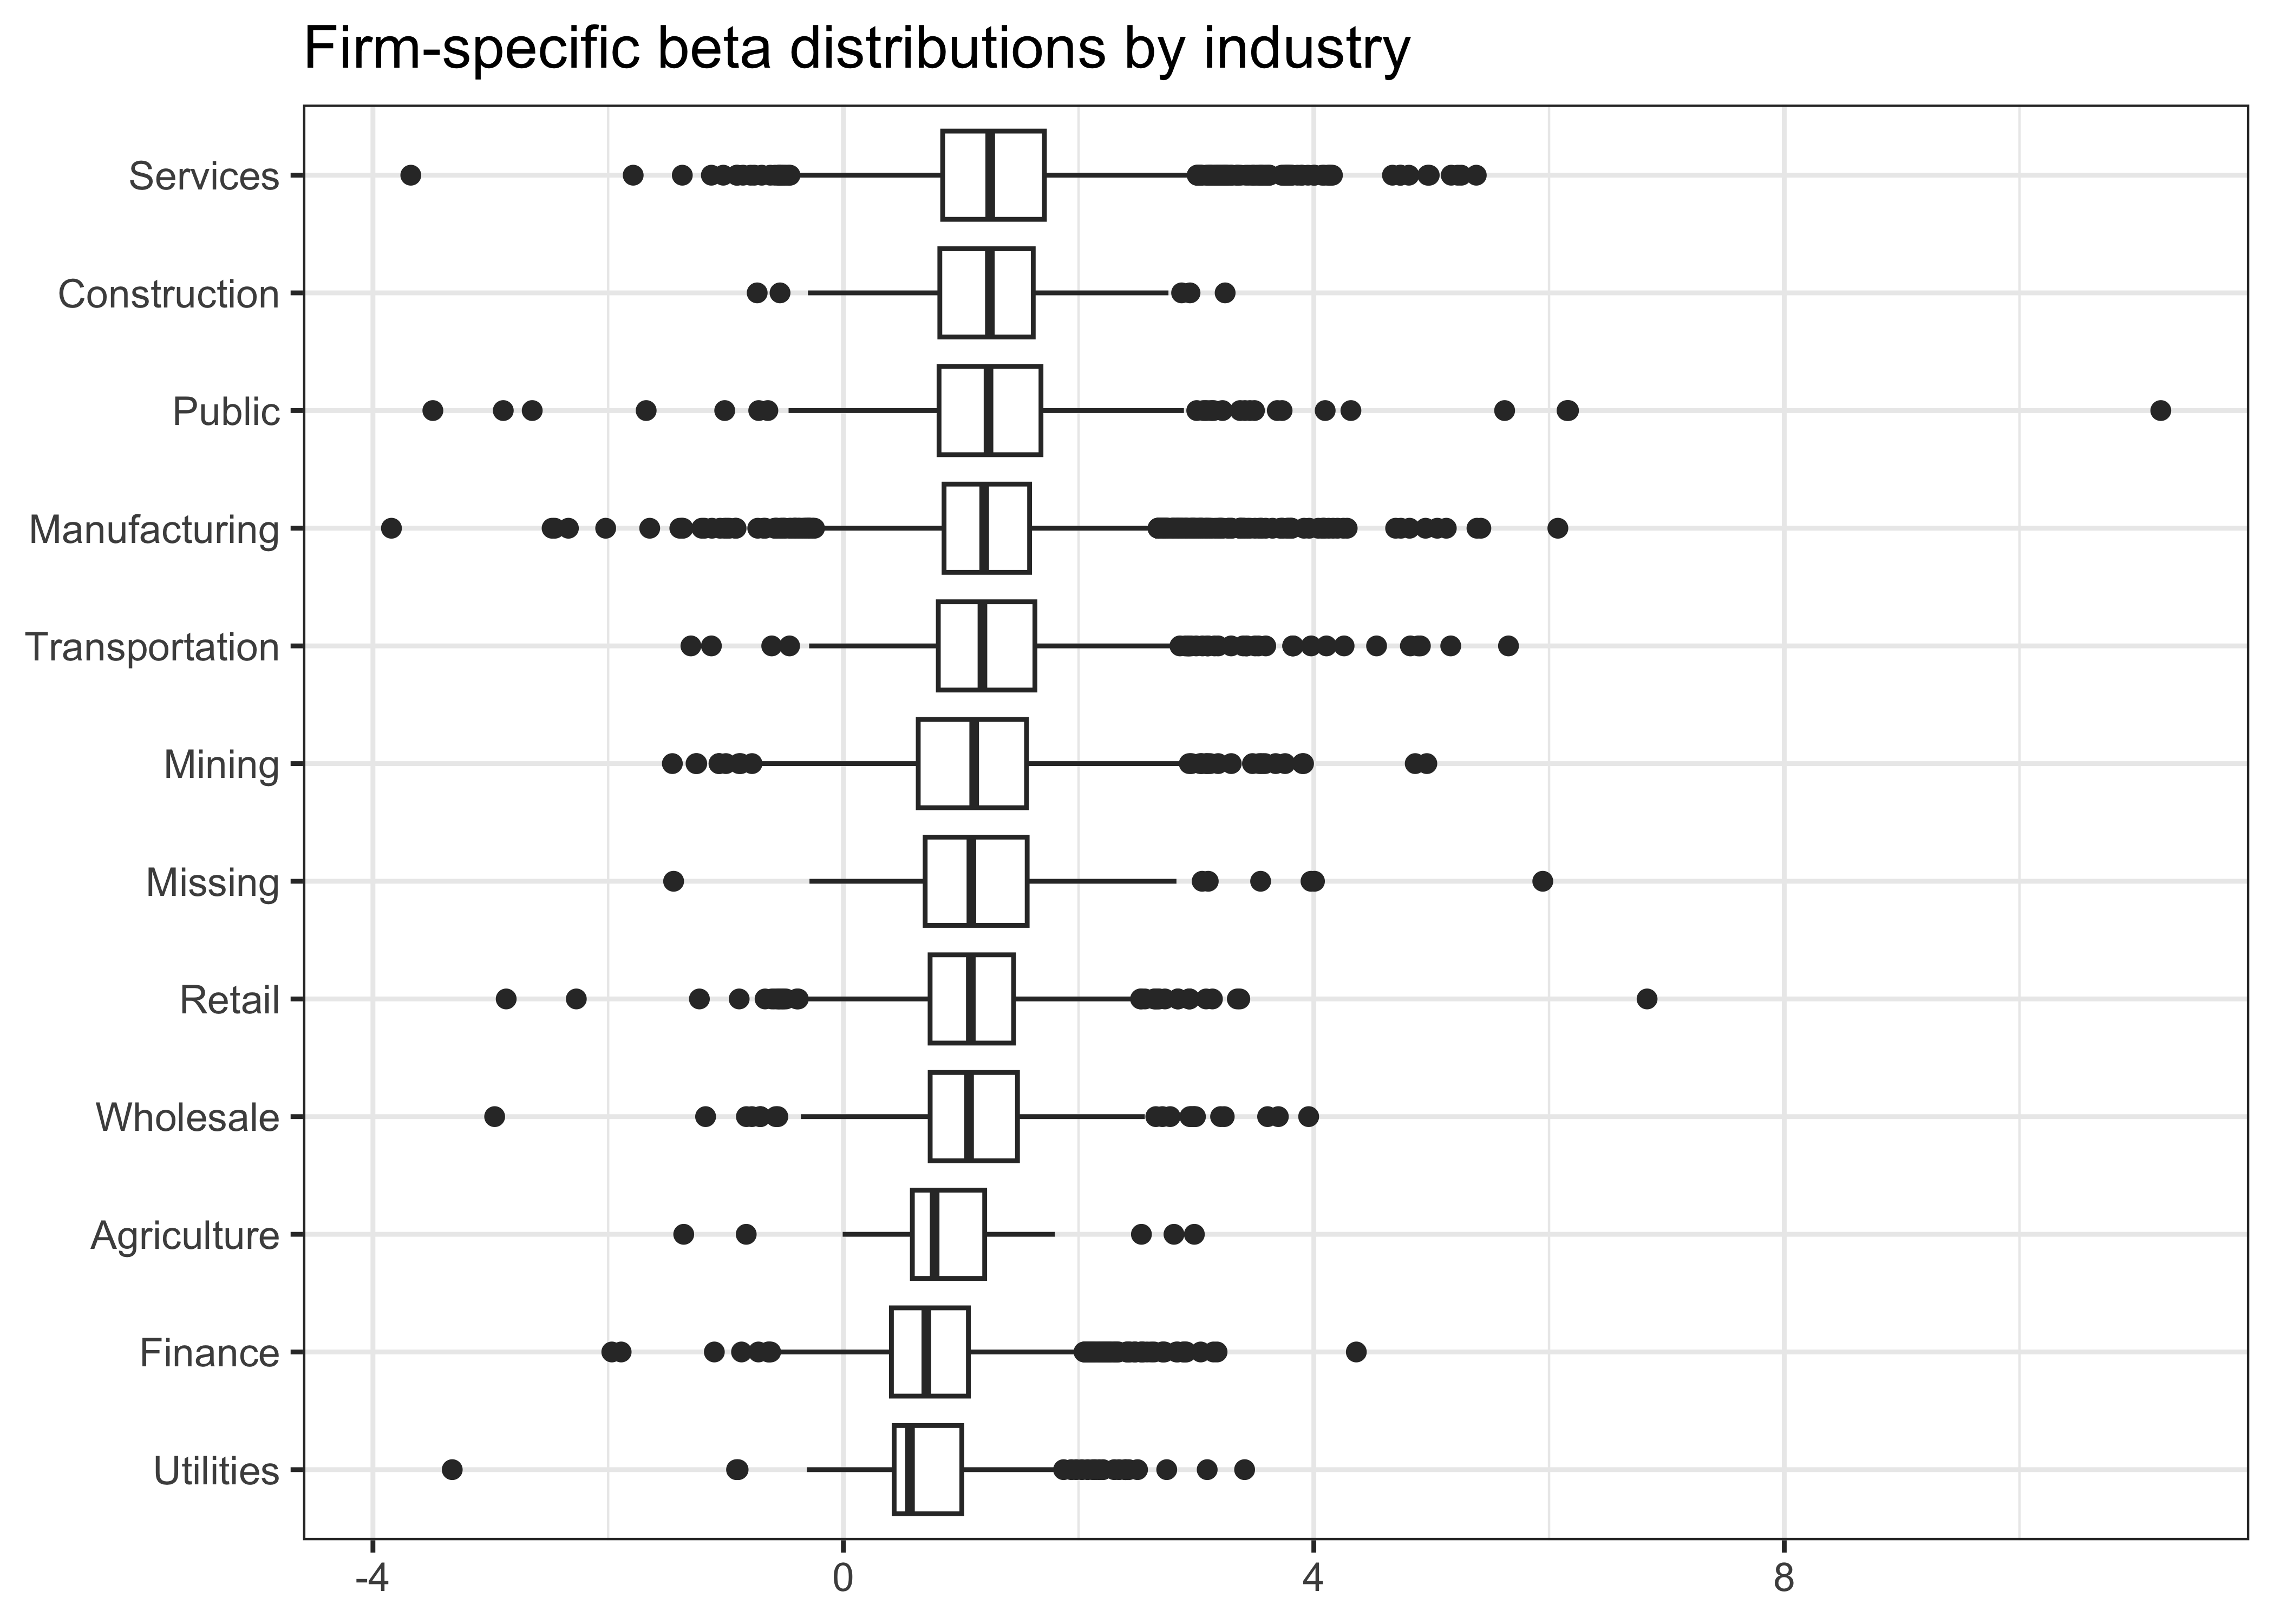 Firm-specific beta distributions by industry
Services
Construction
Public
Manufacturing
Transportation
Mining
Missing
Retail
Wholesale
Agriculture
Finance
Utilities
-4 0 4 8